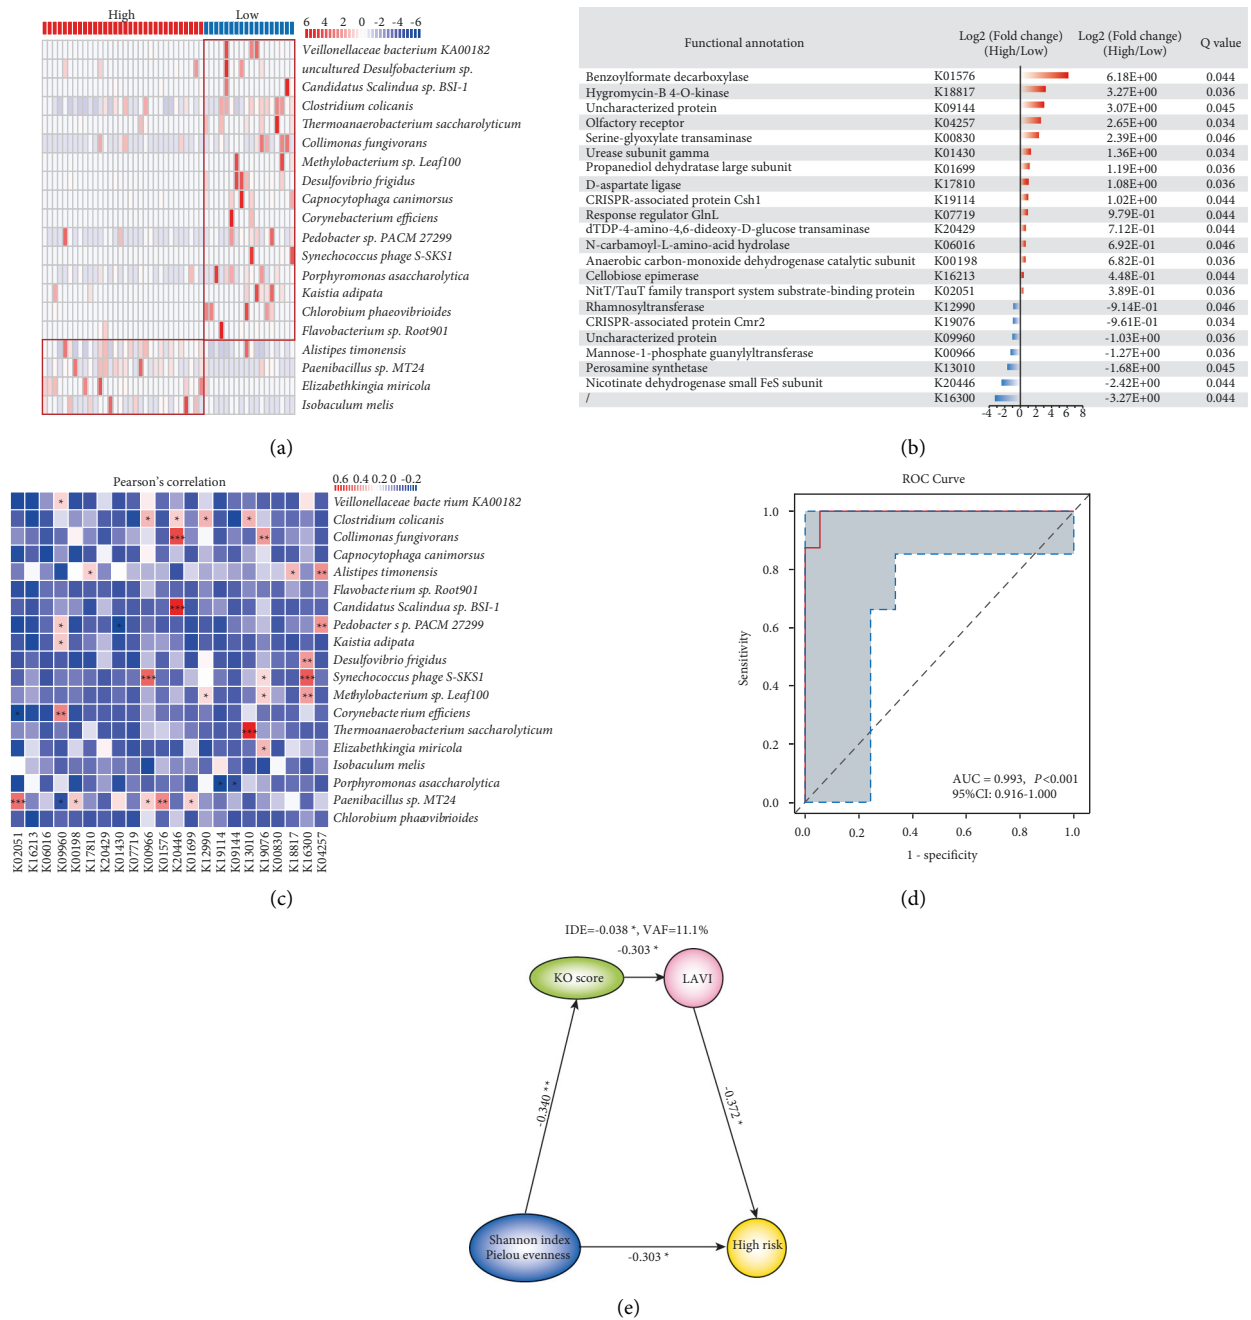 High Low
6 4 2 0 -2 -4 -6
Veillonellaceae bacterium KA00182
uncultured Desulfobacterium sp.
Candidatus Scalindua sp. BSI-1
Clostridium colicanis
Thermoanaerobacterium saccharolyticum
Collimonas fungivorans
Methylobacterium sp. Leaf100
Desulfovibrio frigidus
Capnocytophaga canimorsus
Corynebacterium efficiens
Pedobacter sp. PACM 27299
Synechococcus phage S-SKS1
Porphyromonas asaccharolytica
Kaistia adipata
Chlorobium phaeovibrioides
Flavobacterium sp. Root901
Alistipes timonensis
Paenibacillus sp. MT24
Elizabethkingia miricola
Isobaculum melis
(a)
Functional annotation Log2 (Fold change) (High/Low) Log2 (Fold change) (High/Low) Q value
Benzoylformate decarboxylase K01576 6.18E+00 0.044
Hygromycin-B 4-O-kinase K18817 3.27E+00 0.036
Uncharacterized protein K09144 3.07E+00 0.045
Olfactory receptor K04257 2.65E+00 0.034
Serine-glyoxylate transaminase K00830 2.39E+00 0.046
Urease subunit gamma K01430 1.36E+00 0.034
Propanediol dehydratase large subunit K01699 1.19E+00 0.036
D-aspartate ligase K17810 1.08E+00 0.036
CRISPR-associated protein Csh1 K19114 1.02E+00 0.044
Response regulator GlnL K07719 9.79E-01 0.044
dTDP-4-amino-4,6-dideoxy-D-glucose transaminase K20429 7.12E-01 0.044
N-carbamoyl-L-amino-acid hydrolase K06016 6.92E-01 0.046
Anaerobic carbon-monoxide dehydrogenase catalytic subunit K00198 6.82E-01 0.036
Cellobiose epimerase K16213 4.48E-01 0.044
NitT/TauT family transport system substrate-binding protein K02051 3.89E-01 0.036
Rhamnosyltransferase K12990 -9.14E-01 0.046
CRISPR-associated protein Cmr2 K19076 -9.61E-01 0.034
Uncharacterized protein K09960 -1.03E+00 0.036
Mannose-1-phosphate guanylyltransferase K00966 -1.27E+00 0.036
Perosamine synthetase K13010 -1.68E+00 0.045
Nicotinate dehydrogenase small FeS subunit K20446 -2.42E+00 0.044
/ K16300 -3.27E+00 0.044
-4 -2 0 2 4 6 8
(b)
Pearson's correlation
0.6 0.4 0.2 0 -0.2
Veillonellaceae bacte rium KA00182
Clostridium colicanis
Collimonas fungivorans
Capnocytophaga canimorsus
Alistipes timonensis
Flavobacterium sp. Root901
Candidatus Scalindua sp. BSI-1
Pedobacter s p. PACM 27299
Kaistia adipata
Desulfovibrio frigidus
Synechococcus phage S-SKS1
Methylobacterium sp. Leaf100
Corynebacterium efficiens
Thermoanaerobacterium saccharolyticum
Elizabethkingia miricola
Isobaculum melis
Porphyromonas asaccharolytica
Paenibacillus sp. MT24
Chlorobium phaeovibrioides
K02051 K16213 K06016 K09960 K00198 K17810 K20429 K01430 K07719 K00966 K01576 K20446 K01699 K12990 K19114 K09144 K13010 K19076 K00830 K18817 K16300 K04257
(c)
ROC Curve
1.0
0.8
0.6
0.4
0.2
0.0
Sensitivity
AUC = 0.993, P<0.001
95%CI: 0.916-1.000
0.0 0.2 0.4 0.6 0.8 1.0
1 - specificity
(d)
IDE=-0.038 *, VAF=11.1%
-0.303 *
KO score
LAVI
-0.340 **
-0.372 *
Shannon index
Pielou evenness
-0.303 *
High risk
(e)